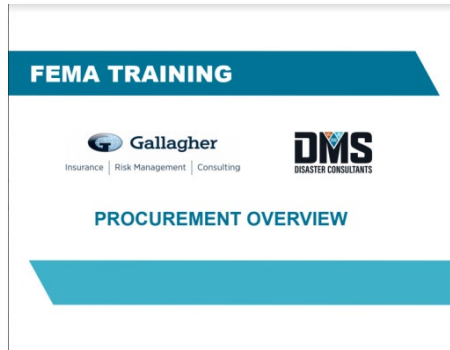 FEMA TRAINING
Gallagher
Insurance | Risk Management | Consulting
DMS
DISASTER CONSULTANTS
PROCUREMENT OVERVIEW